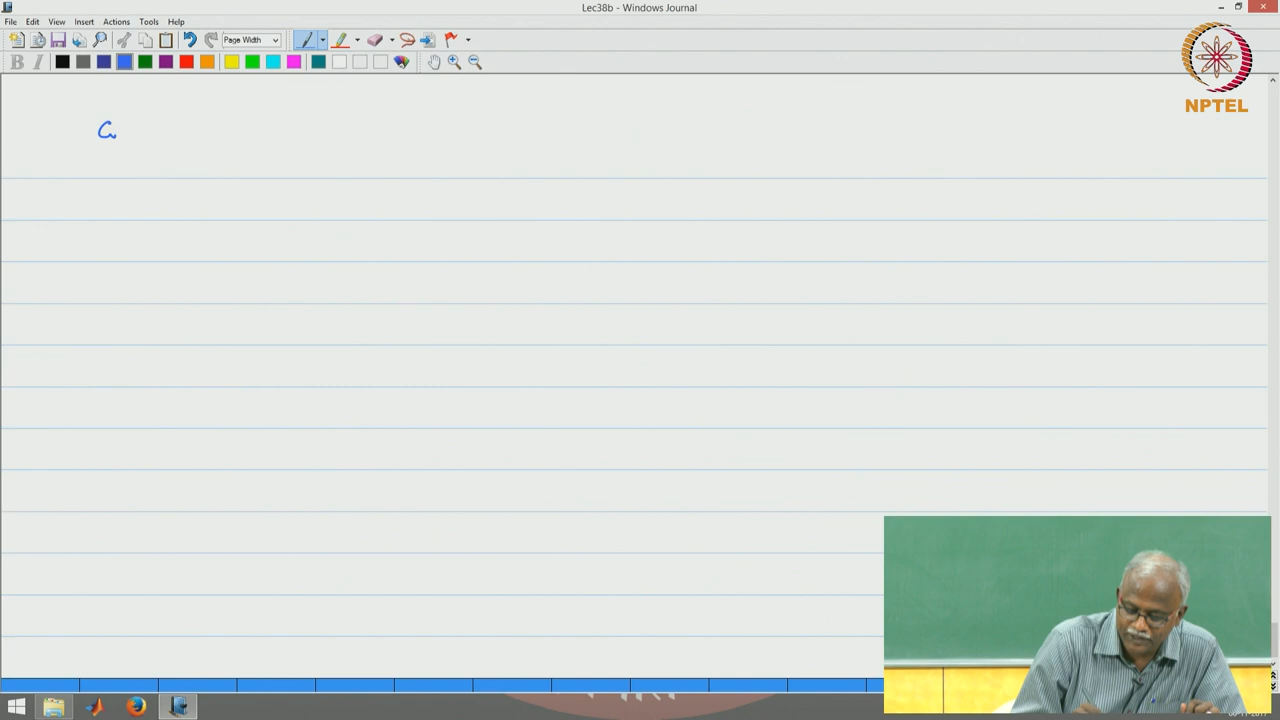 Lec38b - Windows Journal
File Edit View Insert Actions Tools Help
Page Width
B I
NPTEL